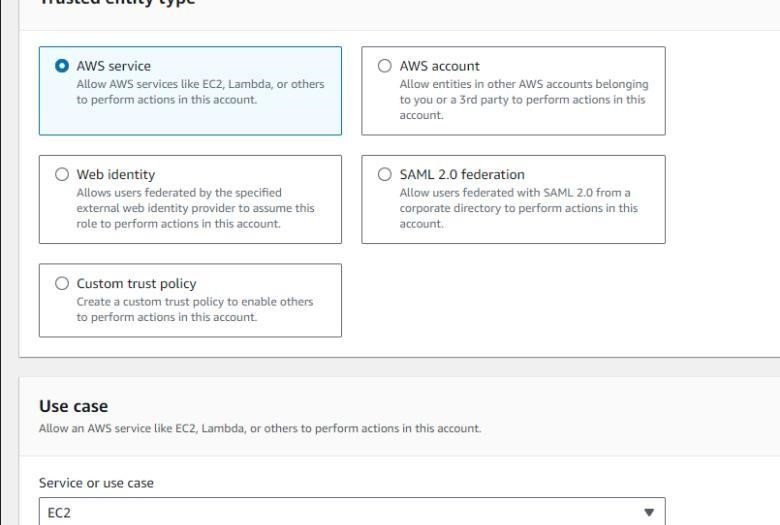 Trusted entity type
AWS service
Allow AWS services like EC2, Lambda, or others
to perform actions in this account.
AWS account
Allow entities in other AWS accounts belonging
to you or a 3rd party to perform actions in this
account.
Web identity
Allows users federated by the specified
external web identity provider to assume this
role to perform actions in this account.
SAML 2.0 federation
Allow users federated with SAML 2.0 from a
corporate directory to perform actions in this
account.
Custom trust policy
Create a custom trust policy to enable others
to perform actions in this account.
Use case
Allow an AWS service like EC2, Lambda, or others to perform actions in this account.
Service or use case
EC2